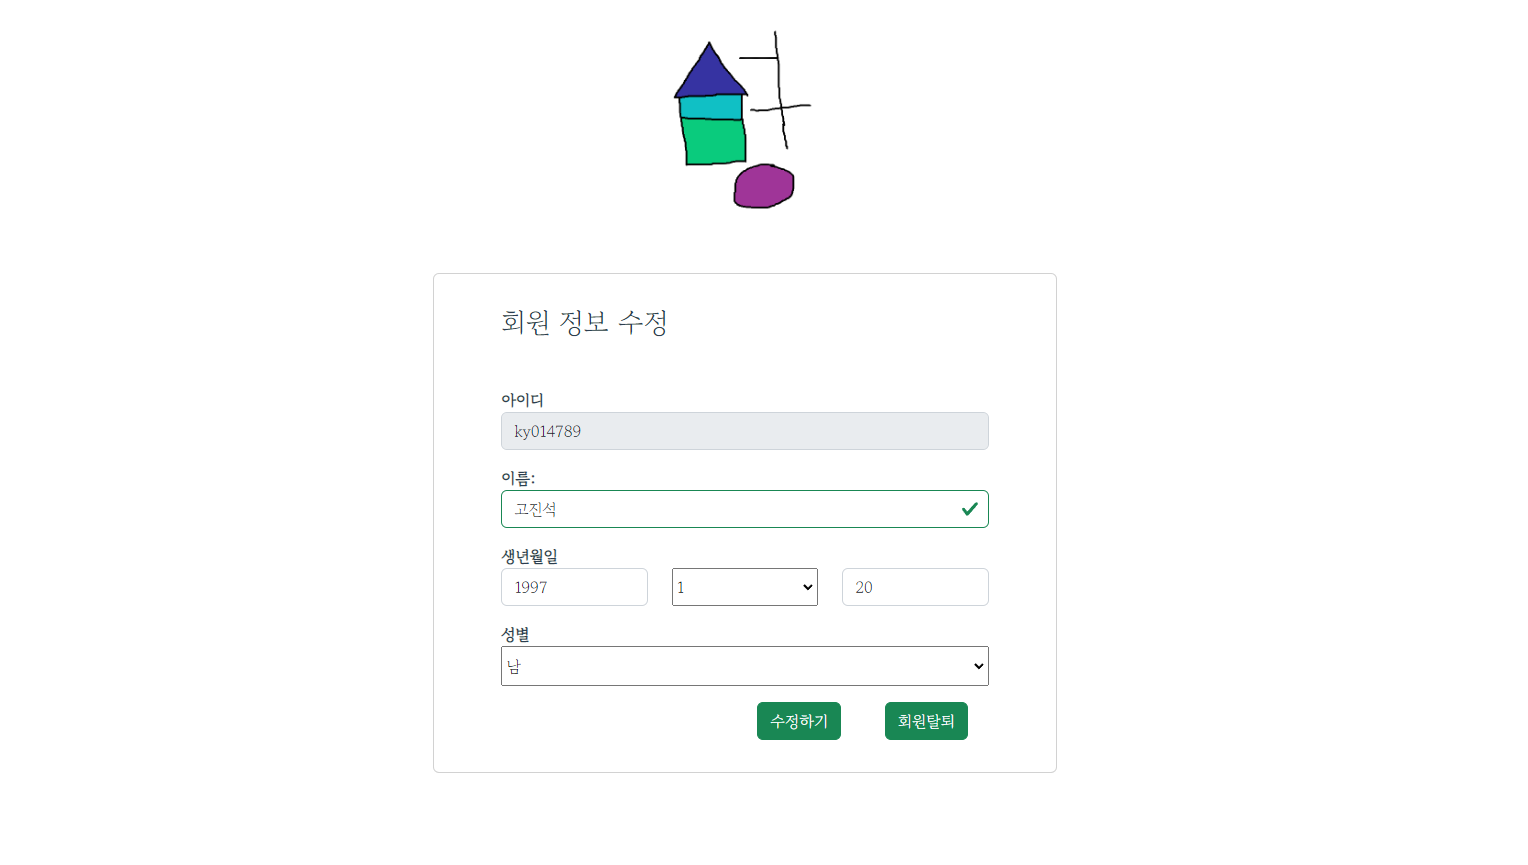 회원 정보 수정
아이디
ky014789
이름:
고진석
생년월일
1997 1 20
성별
남
수정하기 회원탈퇴